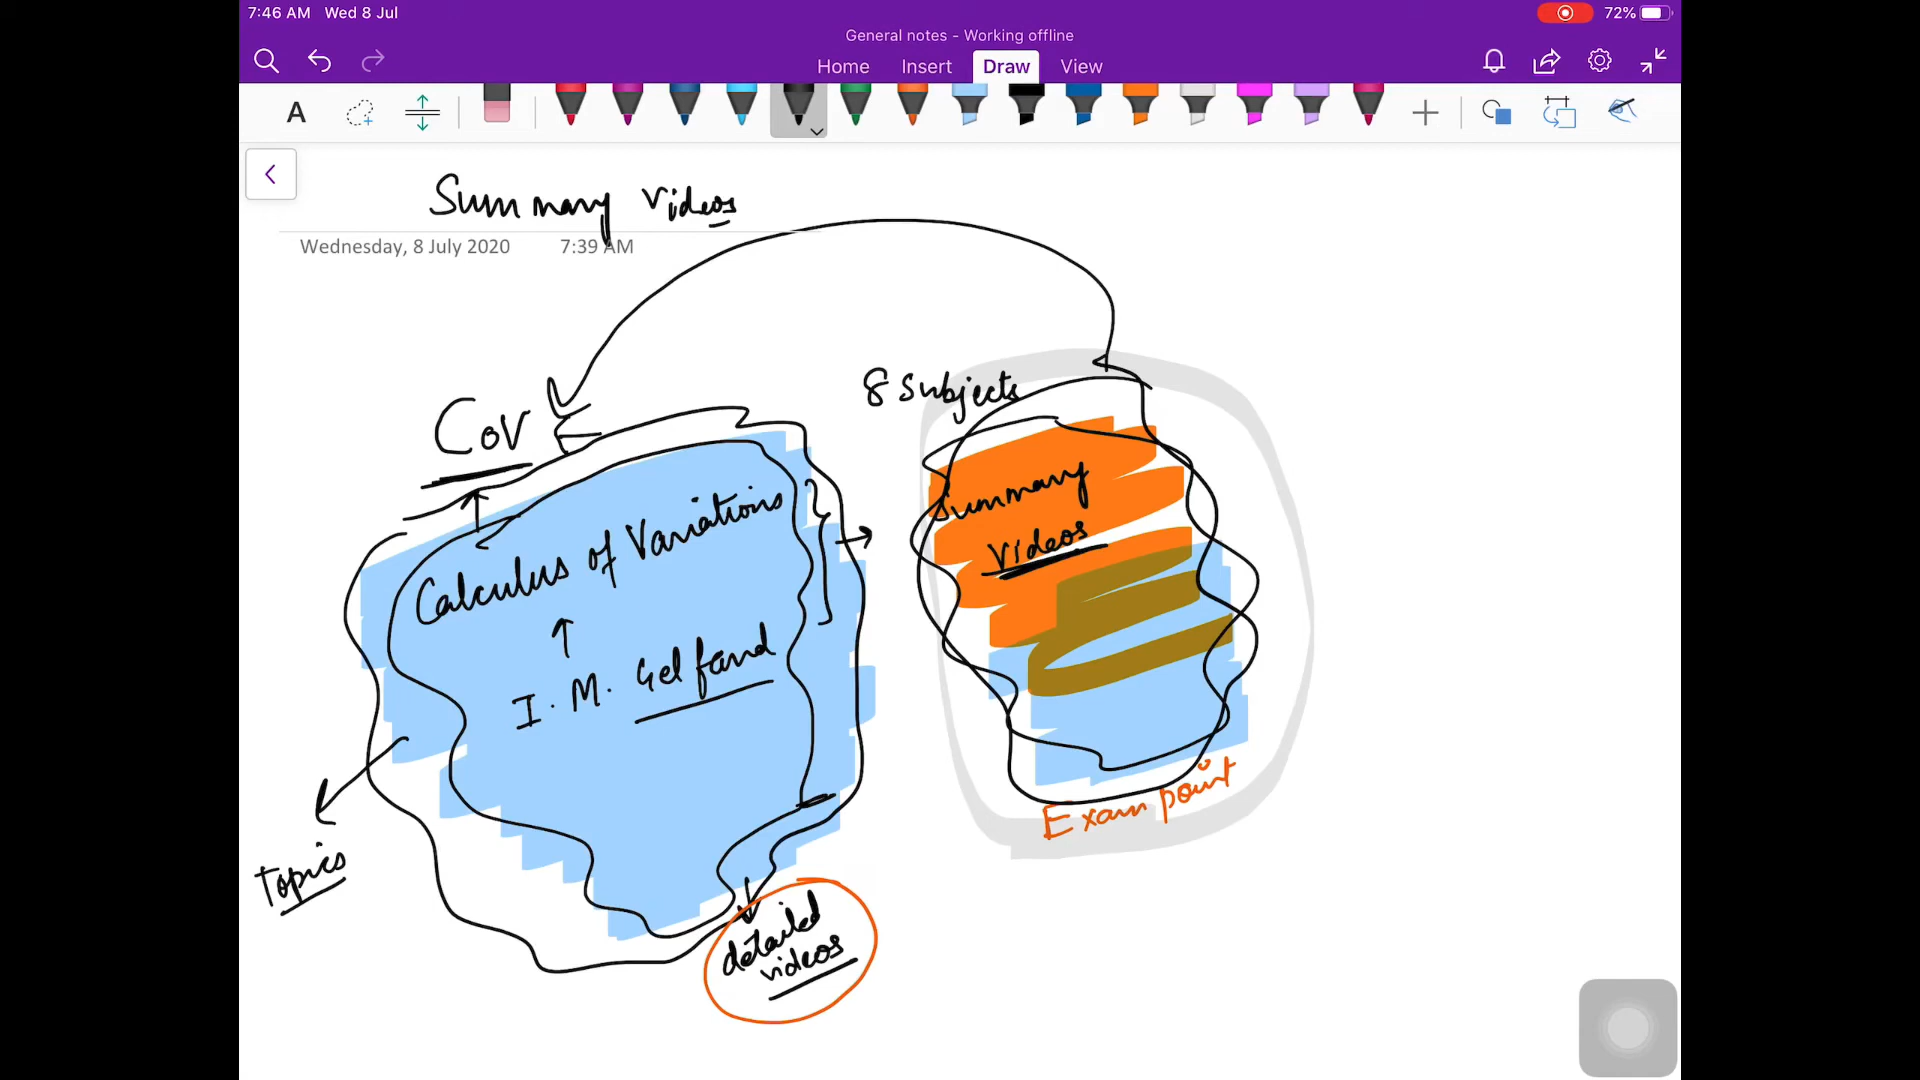 7:46 AM Wed 8 Jul
72%
General notes - Working offline
Home Insert Draw View
A
Summary Videos
Wednesday, 8 July 2020 7:39 AM
CoV
8 Subjects
Calculus of Variations
I. M. Gelfand
Summary
Videos
Exam point
topics
detailed
videos